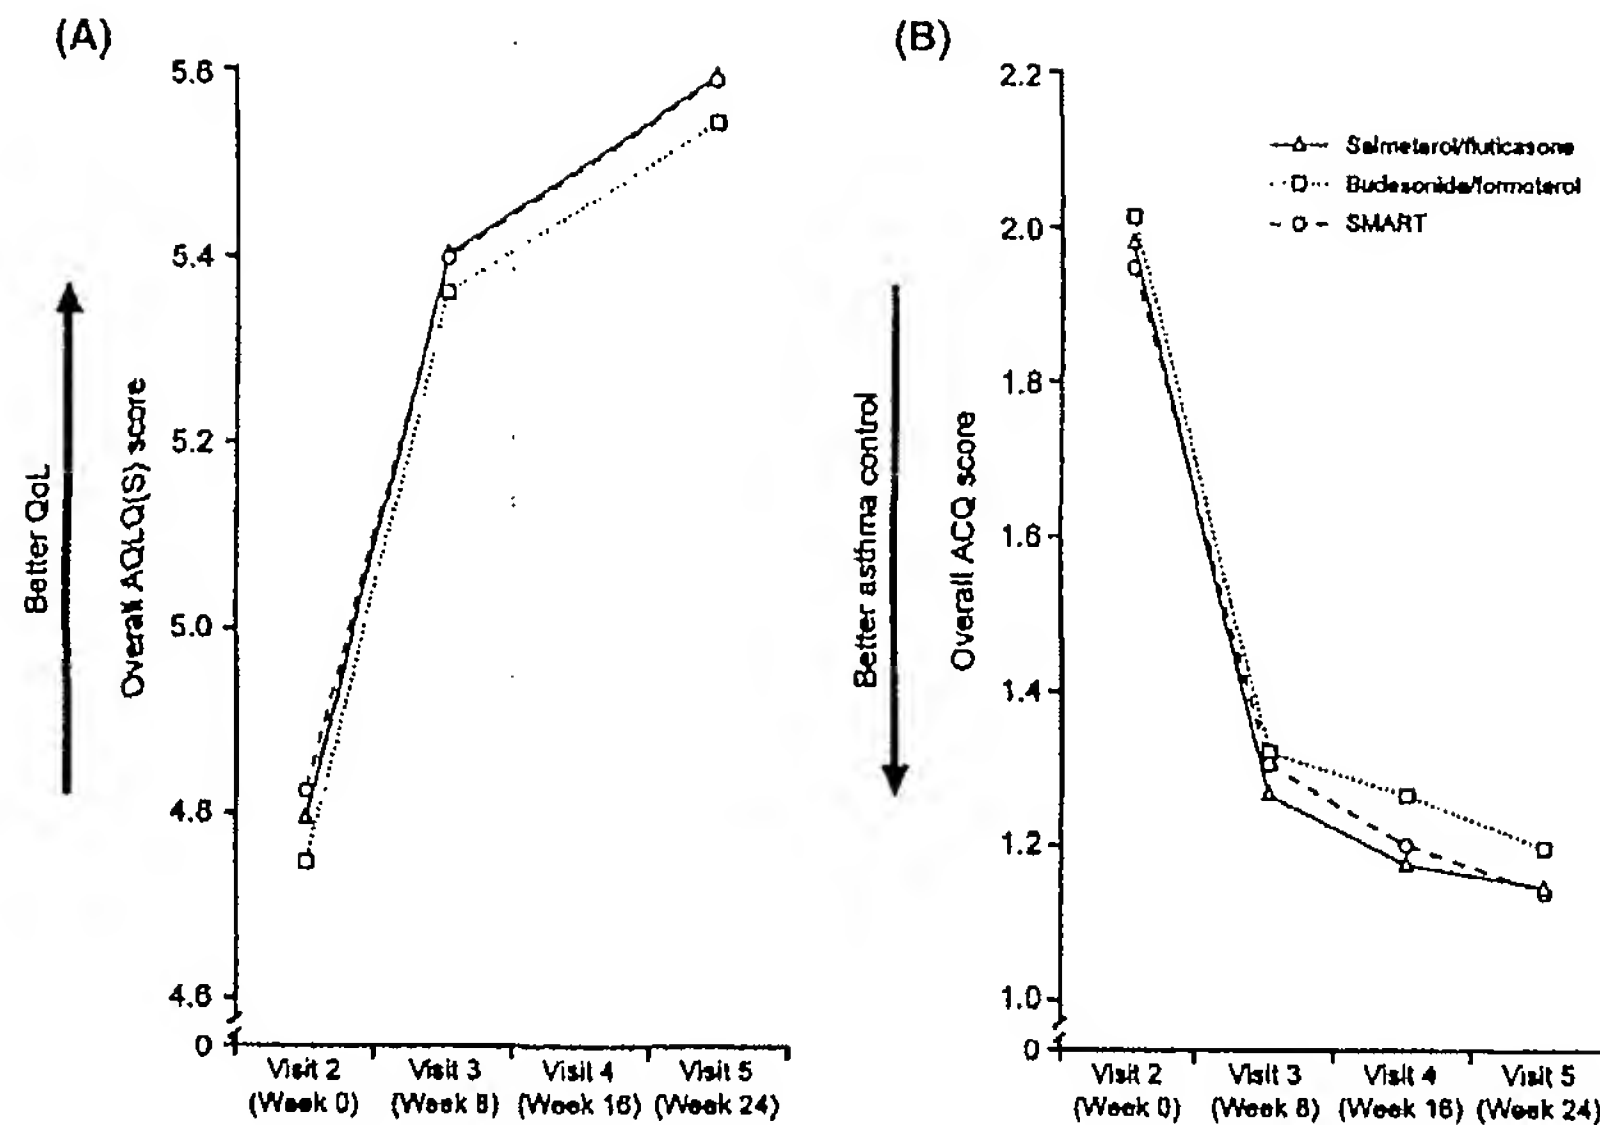 (A)
5.6
5.4
5.2
5.0
4.8
4.6
0
Better QoL
Overall AQLQ(S) score
Visit 2
(Week 0)
Visit 3
(Week 8)
Visit 4
(Week 16)
Visit 5
(Week 24)
(B)
2.2
2.0
1.8
1.6
1.4
1.2
1.0
0
Better asthma control
Overall ACQ score
Salmeterol/fluticasone
Budesonide/formoterol
SMART
Visit 2
(Week 0)
Visit 3
(Week 8)
Visit 4
(Week 16)
Visit 5
(Week 24)